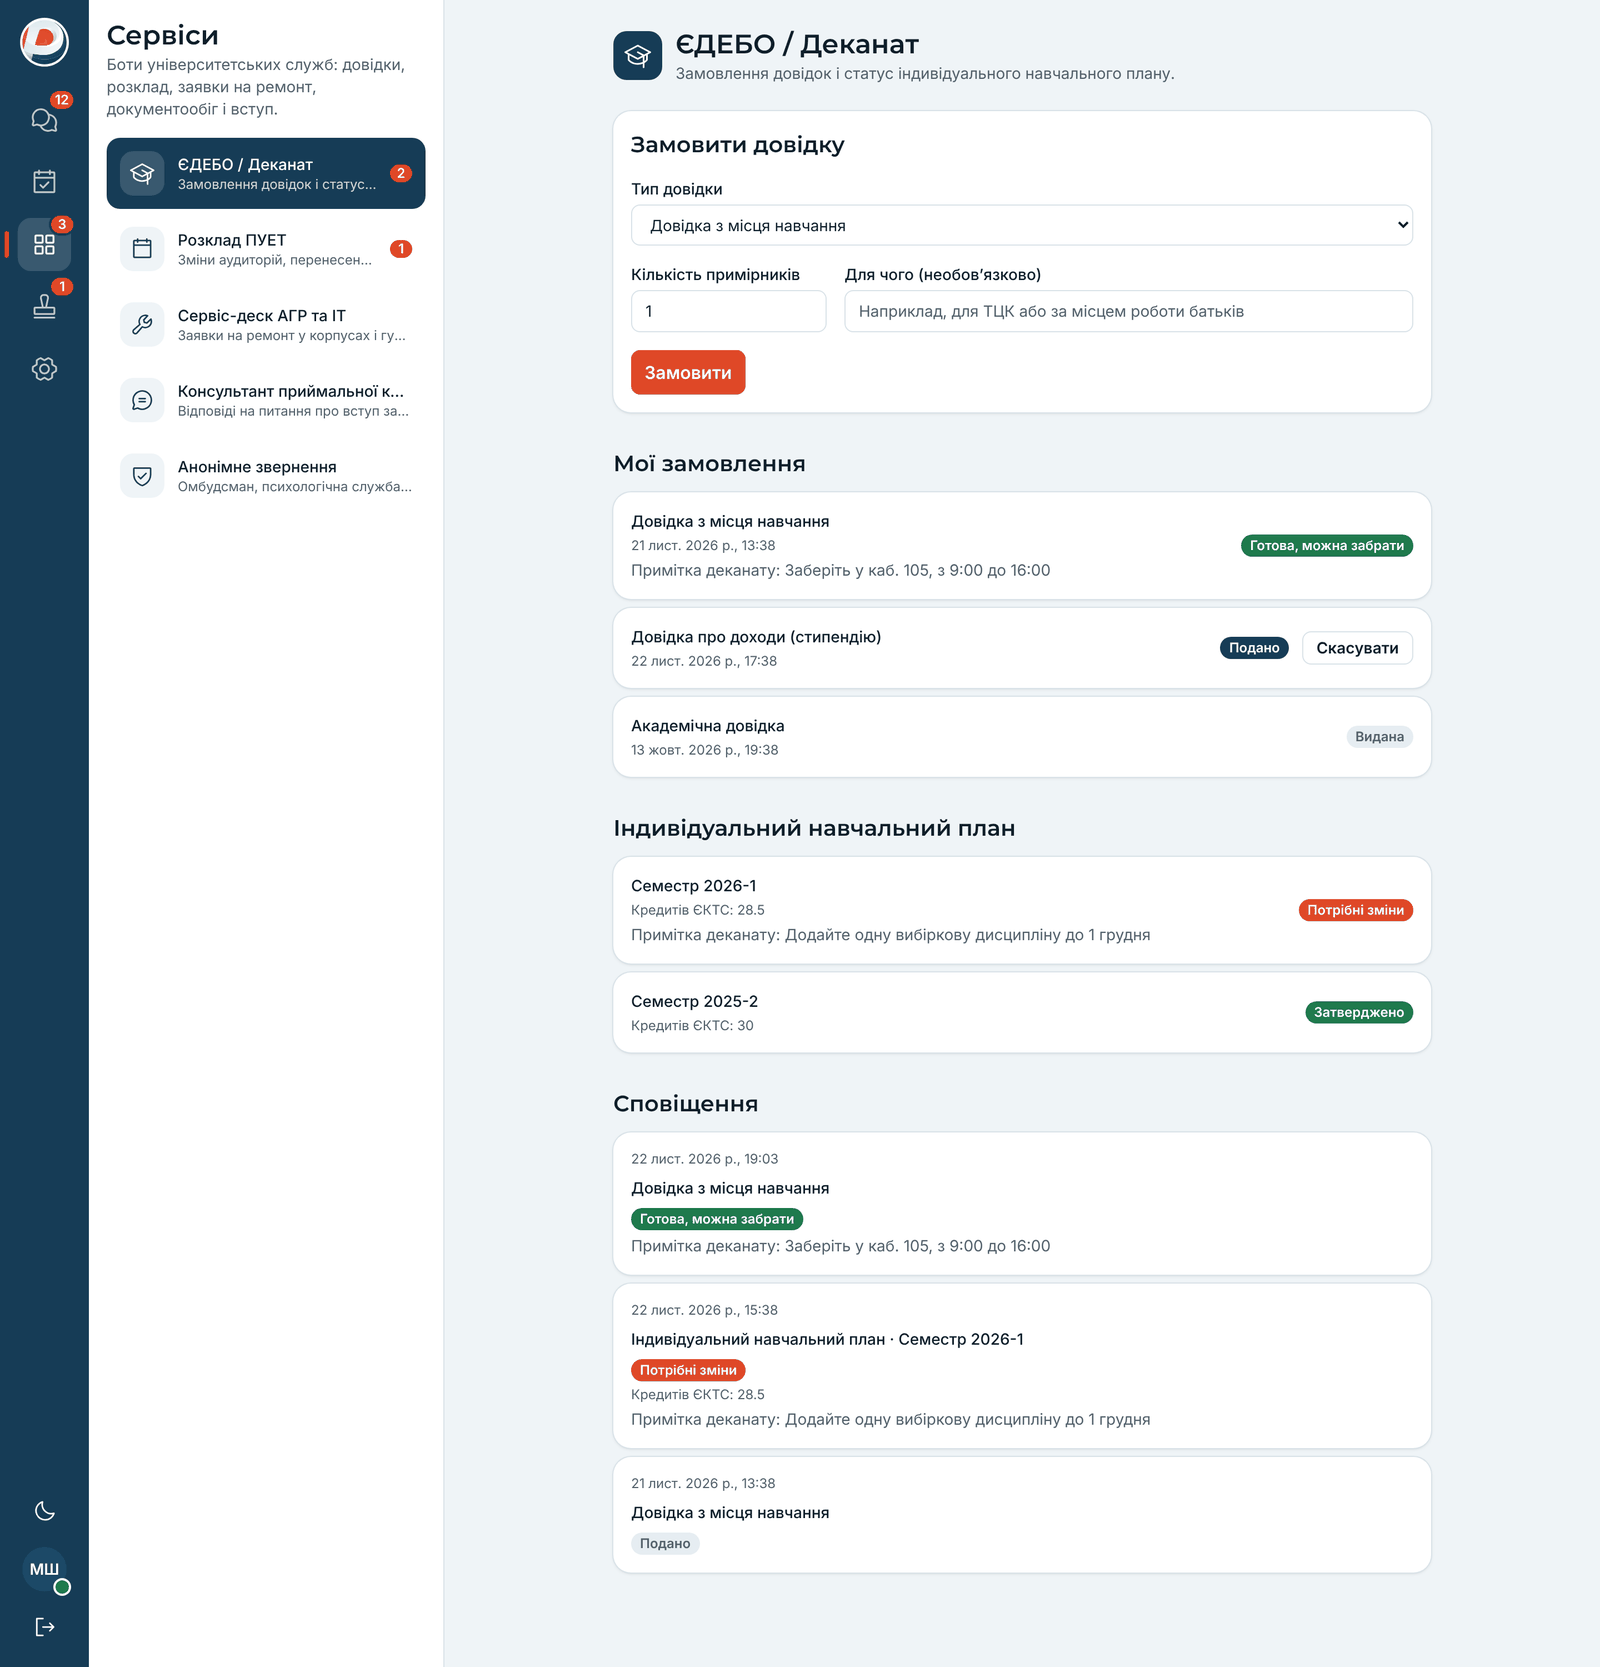 12
3
1
МШ
Сервіси
Боти університетських служб: довідки,
розклад, заявки на ремонт,
документообіг і вступ.
ЄДЕБО / Деканат
Замовлення довідок і статус...
2
Розклад ПУЕТ
Зміни аудиторій, перенесен...
1
Сервіс-деск АГР та ІТ
Заявки на ремонт у корпусах і гу...
Консультант приймальної к...
Відповіді на питання про вступ за...
Анонімне звернення
Омбудсман, психологічна служба...
ЄДЕБО / Деканат
Замовлення довідок і статус індивідуального навчального плану.
Замовити довідку
Тип довідки
Довідка з місця навчання
Кількість примірників
Для чого (необов’язково)
1
Наприклад, для ТЦК або за місцем роботи батьків
Замовити
Мої замовлення
Довідка з місця навчання
21 лист. 2026 р., 13:38
Примітка деканату: Заберіть у каб. 105, з 9:00 до 16:00
Готова, можна забрати
Довідка про доходи (стипендію)
22 лист. 2026 р., 17:38
Подано
Скасувати
Академічна довідка
13 жовт. 2026 р., 19:38
Видана
Індивідуальний навчальний план
Семестр 2026-1
Кредитів ЄКТС: 28.5
Примітка деканату: Додайте одну вибіркову дисципліну до 1 грудня
Потрібні зміни
Семестр 2025-2
Кредитів ЄКТС: 30
Затверджено
Сповіщення
22 лист. 2026 р., 19:03
Довідка з місця навчання
Готова, можна забрати
Примітка деканату: Заберіть у каб. 105, з 9:00 до 16:00
22 лист. 2026 р., 15:38
Індивідуальний навчальний план · Семестр 2026-1
Потрібні зміни
Кредитів ЄКТС: 28.5
Примітка деканату: Додайте одну вибіркову дисципліну до 1 грудня
21 лист. 2026 р., 13:38
Довідка з місця навчання
Подано